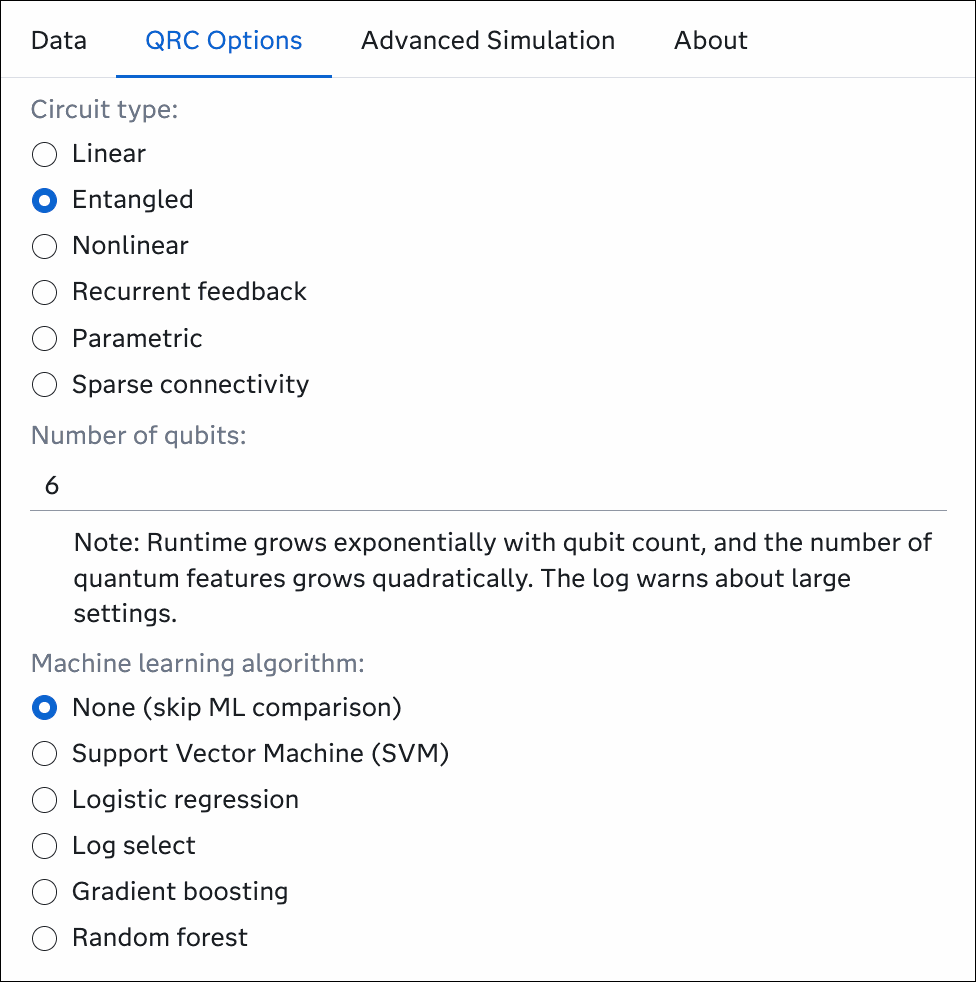 Data QRC Options Advanced Simulation About
Circuit type:
Linear
Entangled
Nonlinear
Recurrent feedback
Parametric
Sparse connectivity
Number of qubits:
6
Note: Runtime grows exponentially with qubit count, and the number of
quantum features grows quadratically. The log warns about large
settings.
Machine learning algorithm:
None (skip ML comparison)
Support Vector Machine (SVM)
Logistic regression
Log select
Gradient boosting
Random forest